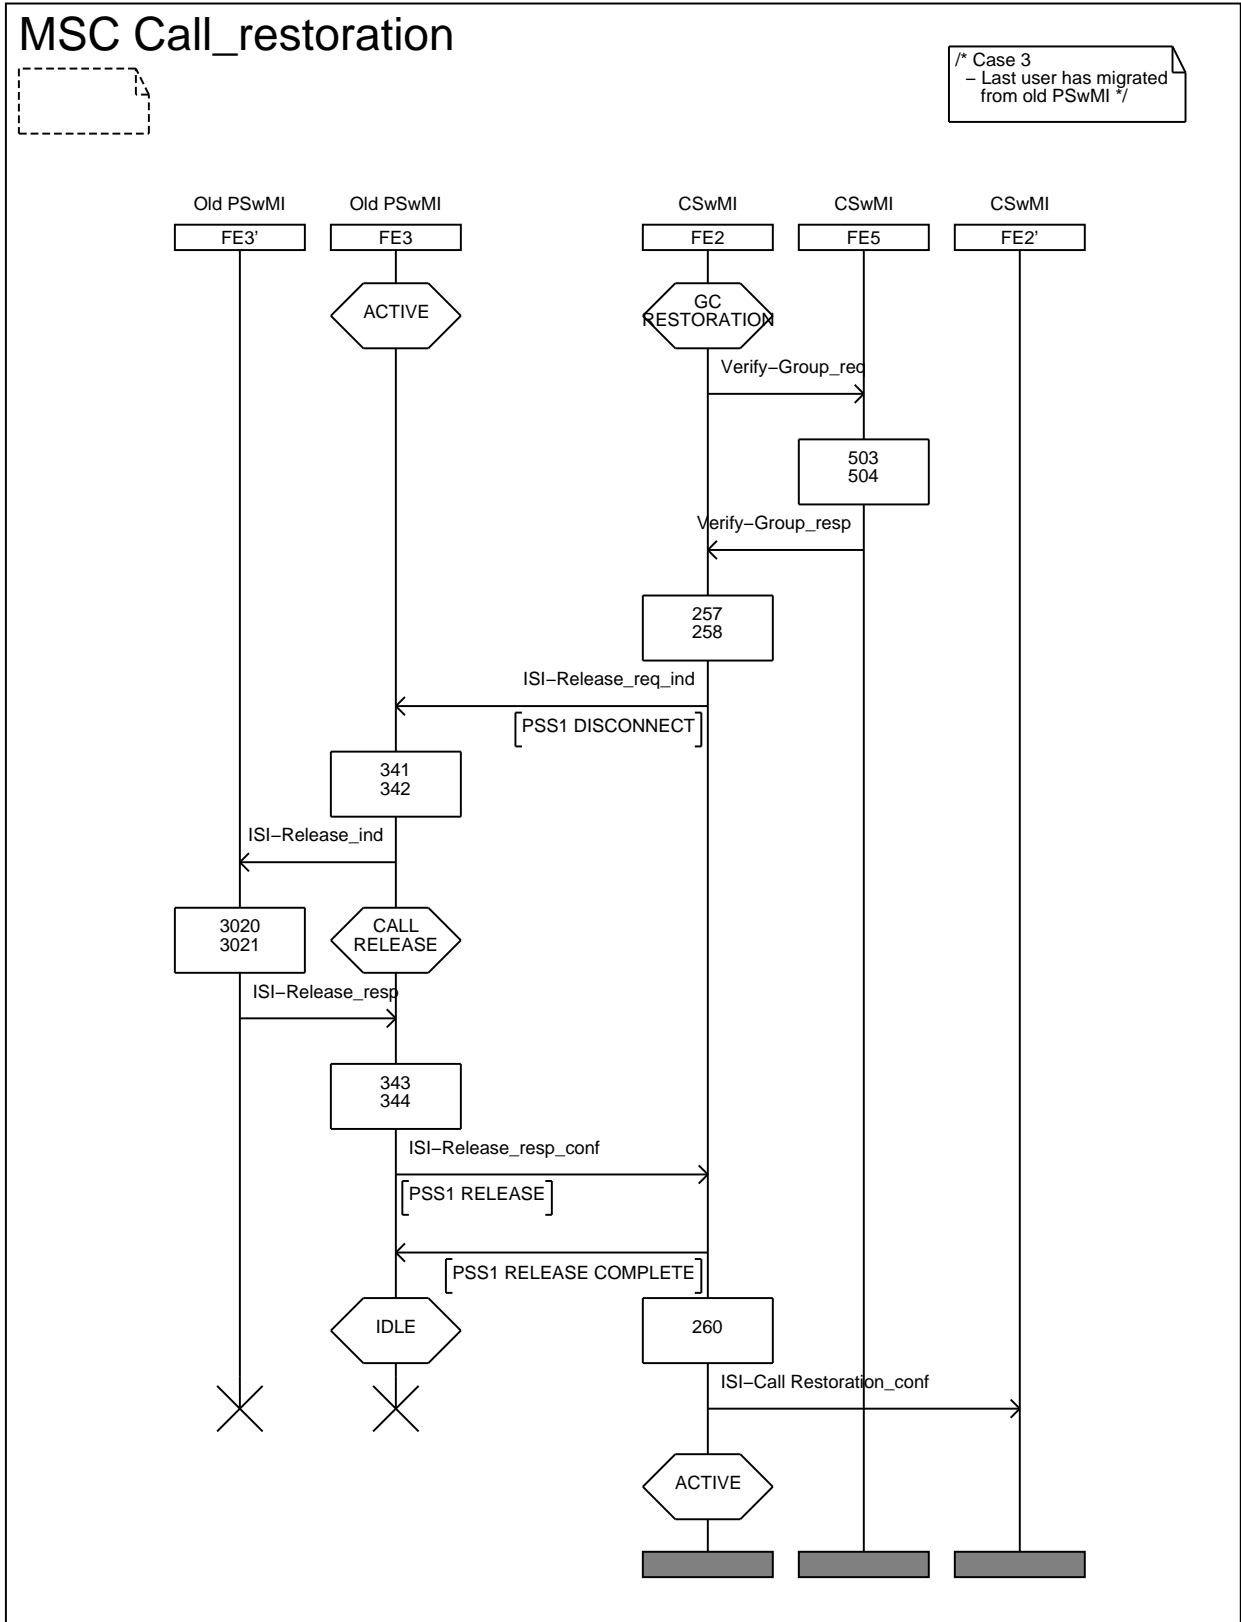 MSC Call_restoration
/* Case 3
– Last user has migrated
from old PSwMI */
Old PSwMI
Old PSwMI
CSwMI
CSwMI
CSwMI
FE3'
FE3
FE2
FE5
FE2'
ACTIVE
GC
RESTORATION
Verify–Group_req
503
504
Verify–Group_resp
257
258
ISI–Release_req_ind
PSS1 DISCONNECT
341
342
ISI–Release_ind
3020
3021
CALL
RELEASE
ISI–Release_resp
343
344
ISI–Release_resp_conf
PSS1 RELEASE
PSS1 RELEASE COMPLETE
IDLE
260
ISI–Call Restoration_conf
ACTIVE